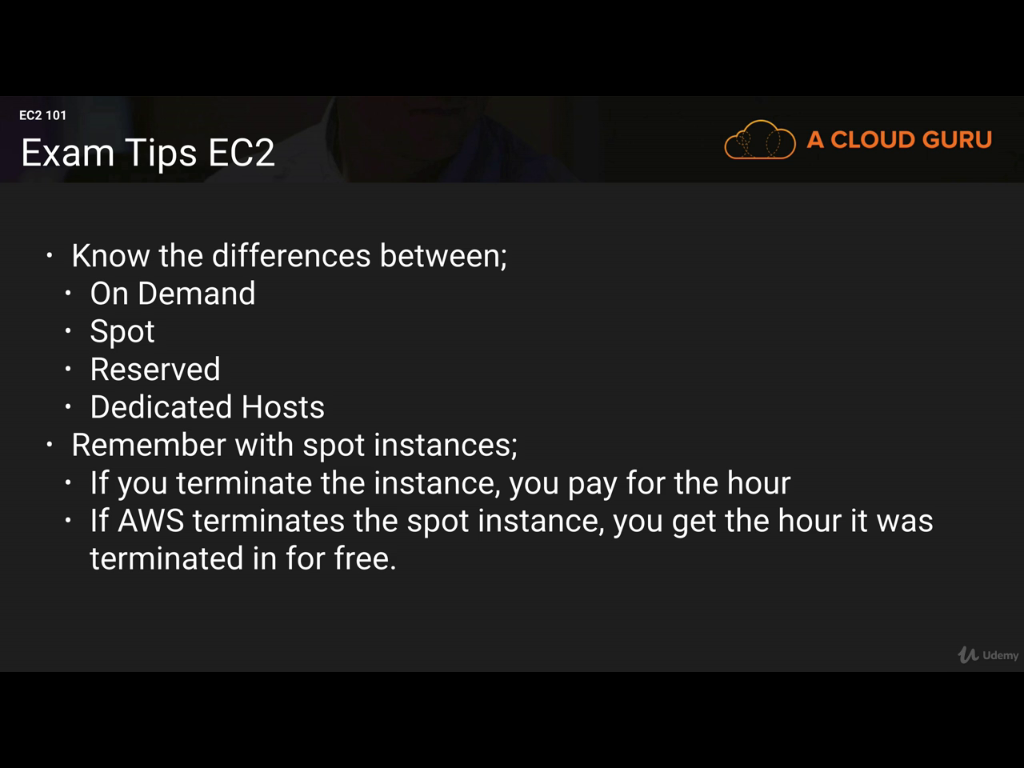 EC2 101
Exam Tips EC2
A CLOUD GURU
• Know the differences between;
• On Demand
• Spot
• Reserved
• Dedicated Hosts
• Remember with spot instances;
• If you terminate the instance, you pay for the hour
• If AWS terminates the spot instance, you get the hour it was
terminated in for free.
Udemy